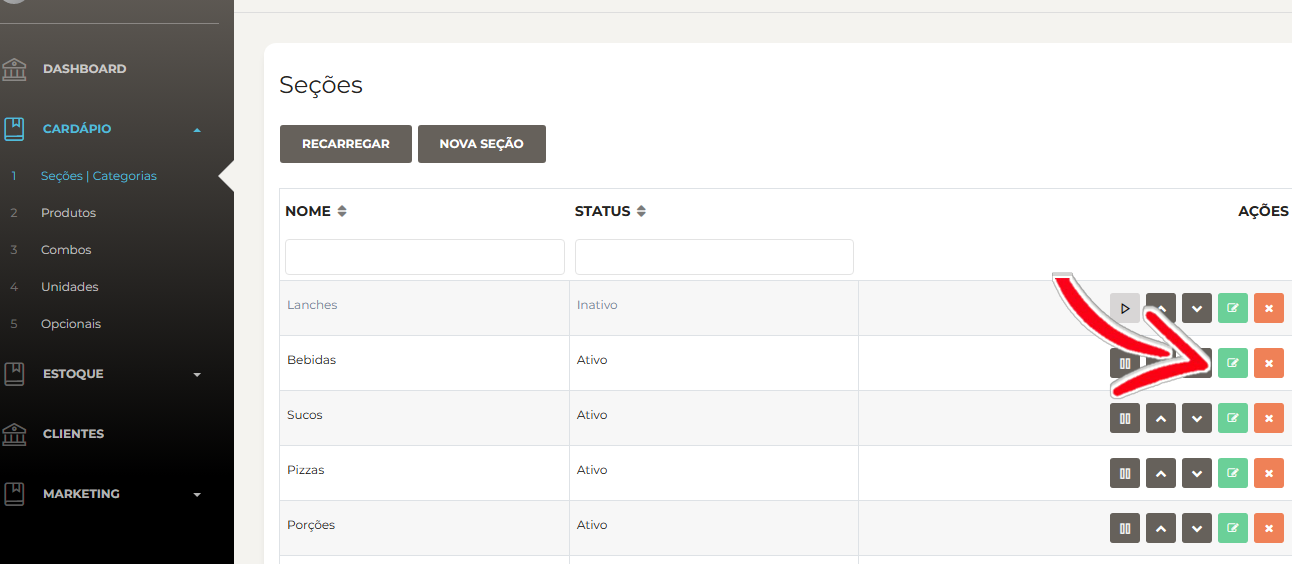 DASHBOARD
CARDÁPIO
1 Seções | Categorias
2 Produtos
3 Combos
4 Unidades
5 Opcionais
ESTOQUE
CLIENTES
MARKETING
Seções
RECARREGAR NOVA SEÇÃO
NOME STATUS AÇÕES
Lanches Inativo
Bebidas Ativo
Sucos Ativo
Pizzas Ativo
Porções Ativo